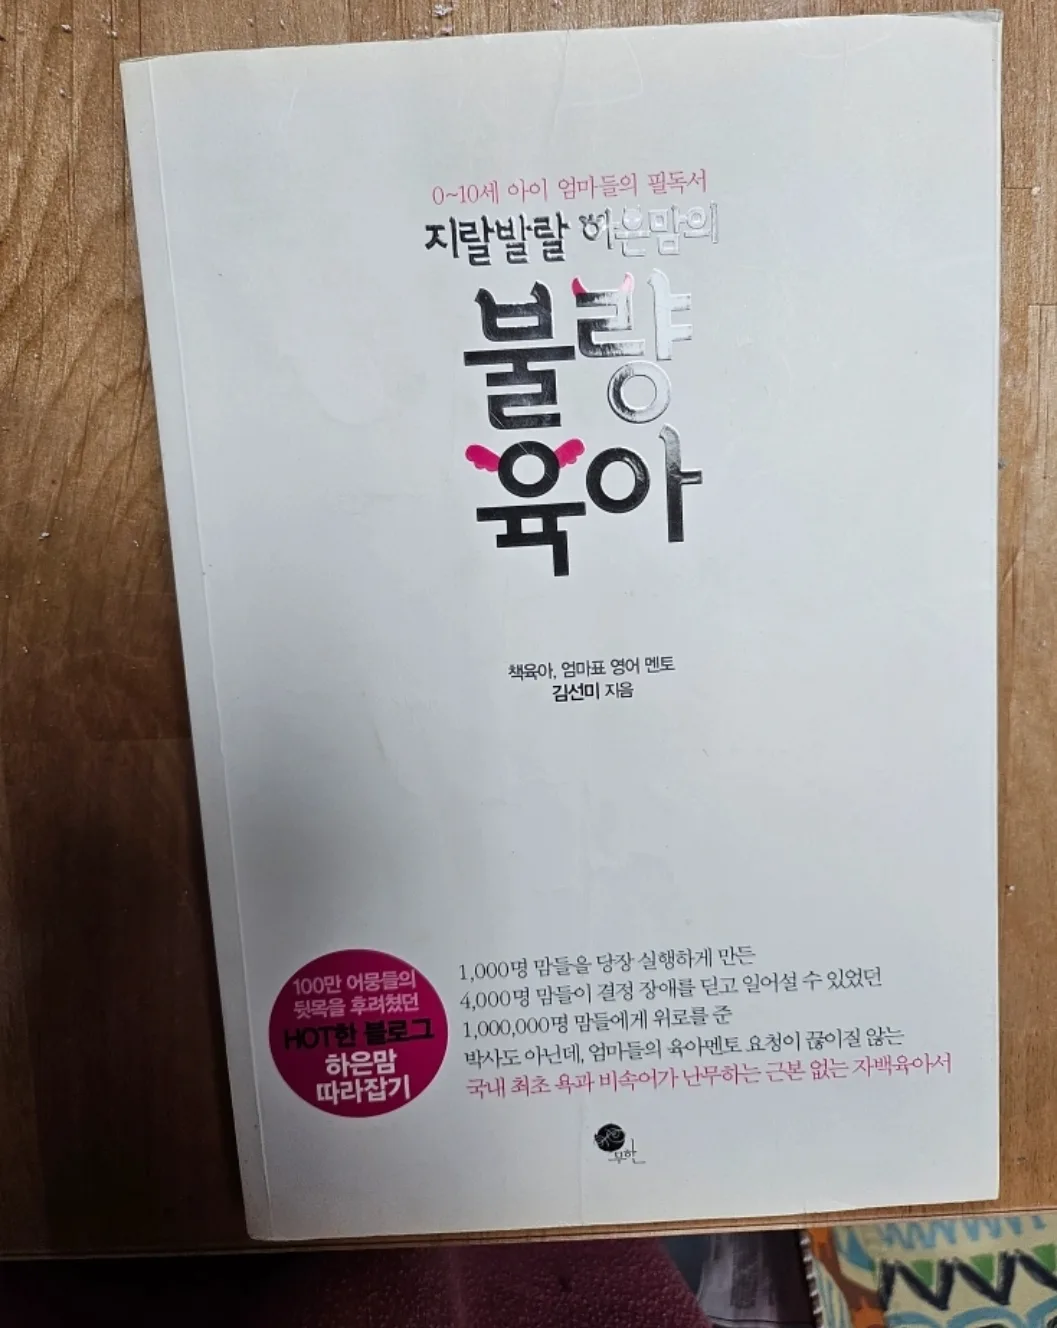 0~10세 아이 엄마들의 필독서
지랄발랄 하은맘의
불량
육아
책육아, 엄마표 영어 멘토
김선미 지음
100만 어뭉들의
뒷목을 후려쳤던
HOT한 블로그
하은맘
따라잡기
1,000명 맘들을 당장 실행하게 만든
4,000명 맘들이 결정 장애를 딛고 일어설 수 있었던
1,000,000명 맘들에게 위로를 준
박사도 아닌데, 엄마들의 육아멘토 요청이 끊이질 않는
국내 최초 욕과 비속어가 난무하는 근본 없는 자백육아서
무한